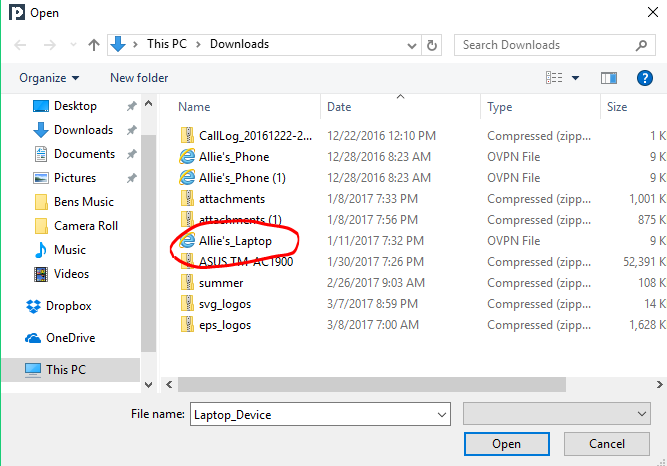 Open
This PC > Downloads
Search Downloads
Organize
New folder
Desktop
Downloads
Documents
Pictures
Bens Music
Camera Roll
Music
Videos
Dropbox
OneDrive
This PC
Name Date Type Size
CallLog_20161222-2... 12/22/2016 12:10 PM Compressed (zipp... 1 K
Allie's_Phone 12/28/2016 8:23 AM OVPN File 9 K
Allie's_Phone (1) 12/28/2016 8:23 AM OVPN File 9 K
attachments 1/8/2017 7:33 PM Compressed (zipp... 1,001 K
attachments (1) 1/8/2017 7:56 PM Compressed (zipp... 875 K
Allie's_Laptop 1/11/2017 7:32 PM OVPN File 9 K
ASUS TM-AC1900 1/30/2017 7:26 PM Compressed (zipp... 52,391 K
summer 2/26/2017 9:03 AM Compressed (zipp... 108 K
svg_logos 3/7/2017 8:59 PM Compressed (zipp... 14 K
eps_logos 3/8/2017 7:00 AM Compressed (zipp... 1,628 K
File name: Laptop_Device
Open Cancel